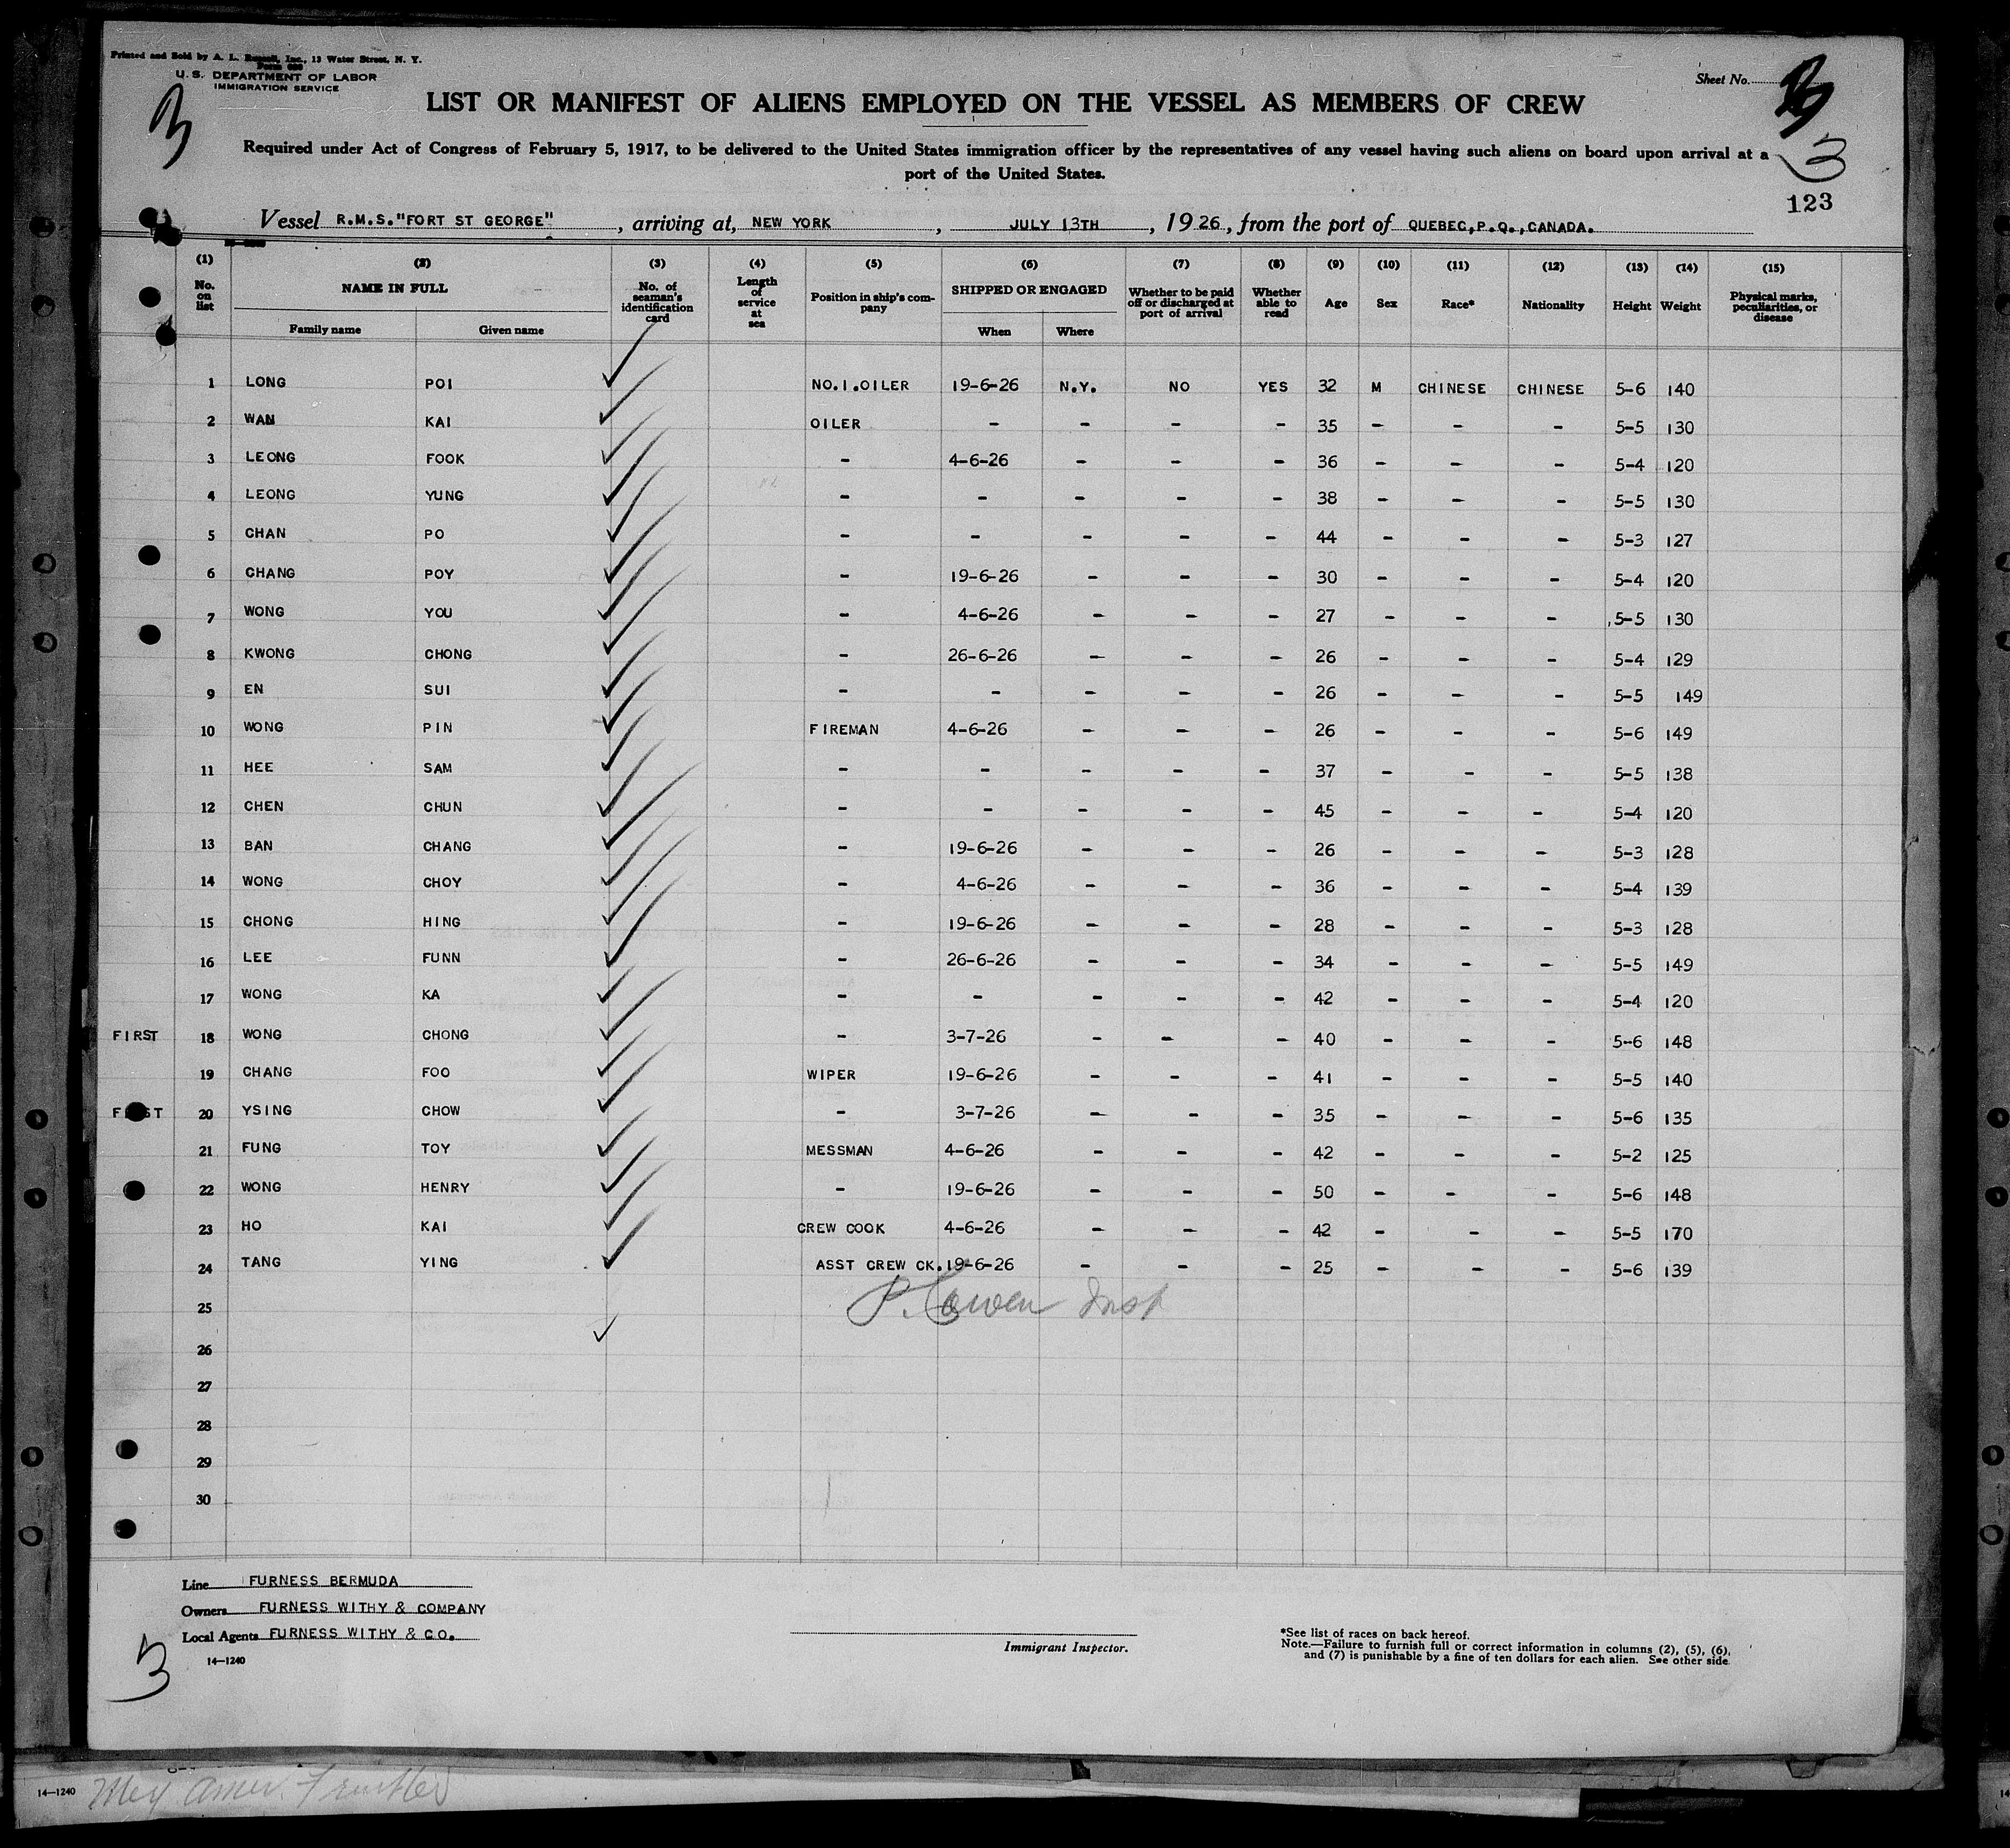 Printed and Sold by A. L. Russell, Inc., 13 Water Street, N. Y.
U. S. DEPARTMENT OF LABOR
IMMIGRATION SERVICE
Sheet No.
3
3
LIST OR MANIFEST OF ALIENS EMPLOYED ON THE VESSEL AS MEMBERS OF CREW
Required under Act of Congress of February 5, 1917, to be delivered to the United States immigration officer by the representatives of any vessel having such aliens on board upon arrival at a
port of the United States.
123
Vessel R.M.S."FORT ST GEORGE", arriving at, NEW YORK, JULY 13TH, 1926, from the port of QUEBEC,P.Q.,CANADA.
(1) (2) (3) (4) (5) (6) (7) (8) (9) (10) (11) (12) (13) (14) (15)
No. on list NAME IN FULL Family name Given name No. of seaman's identification card Length of service at sea Position in ship's company SHIPPED OR ENGAGED When Where Whether to be paid off or discharged at port of arrival Whether able to read Age Sex Race* Nationality Height Weight Physical marks, peculiarities, or disease
1 LONG POI NO.1.OILER 19-6-26 N.Y. NO YES 32 M CHINESE CHINESE 5-6 140
2 WAN KAI OILER - - - - 35 - - - 5-5 130
3 LEONG FOOK - 4-6-26 - - - 36 - - - 5-4 120
4 LEONG YUNG - - - - - 38 - - - 5-5 130
5 CHAN PO - - - - - 44 - - - 5-3 127
6 CHANG POY - 19-6-26 - - - 30 - - - 5-4 120
7 WONG YOU - 4-6-26 - - - 27 - - - 5-5 130
8 KWONG CHONG - 26-6-26 - - - 26 - - - 5-4 129
9 EN SUI - - - - - 26 - - - 5-5 149
10 WONG PIN FIREMAN 4-6-26 - - - 26 - - - 5-6 149
11 HEE SAM - - - - - 37 - - - 5-5 138
12 CHEN CHUN - - - - - 45 - - - 5-4 120
13 BAN CHANG - 19-6-26 - - - 26 - - - 5-3 128
14 WONG CHOY - 4-6-26 - - - 36 - - - 5-4 139
15 CHONG HING - 19-6-26 - - - 28 - - - 5-3 128
16 LEE FUNN - 26-6-26 - - - 34 - - - 5-5 149
17 WONG KA - - - - - 42 - - - 5-4 120
FIRST 18 WONG CHONG - 3-7-26 - - - 40 - - - 5-6 148
19 CHANG FOO WIPER 19-6-26 - - - 41 - - - 5-5 140
FIRST 20 YSING CHOW - 3-7-26 - - - 35 - - - 5-6 135
21 FUNG TOY MESSMAN 4-6-26 - - - 42 - - - 5-2 125
22 WONG HENRY - 19-6-26 - - - 50 - - - 5-6 148
23 HO KAI CREW COOK 4-6-26 - - - 42 - - - 5-5 170
24 TANG YING ASST CREW CK. 19-6-26 - - - 25 - - - 5-6 139
25
P. Cowen Insp
26
27
28
29
30
Line FURNESS BERMUDA
Owners FURNESS WITHY & COMPANY
Local Agents FURNESS WITHY & CO.
14-1240
3
Immigrant Inspector.
*See list of races on back hereof.
Note.—Failure to furnish full or correct information in columns (2), (5), (6),
and (7) is punishable by a fine of ten dollars for each alien. See other side
14-1240
Mex Amer.